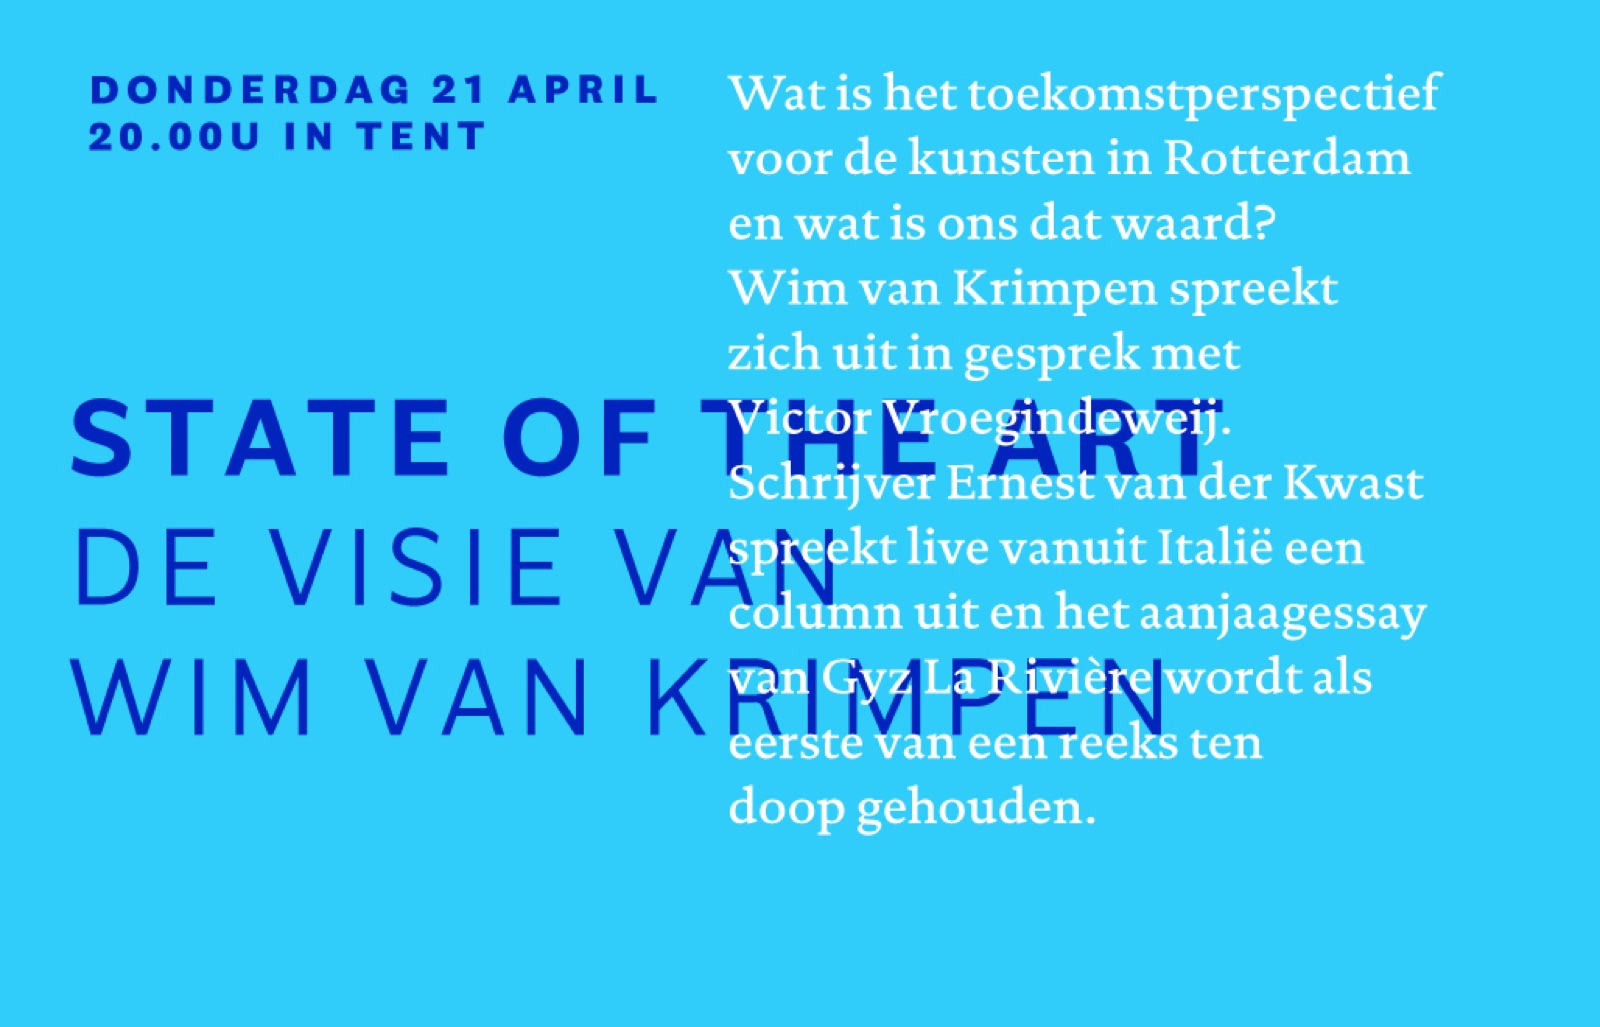 DONDERDAG 21 APRIL
20.00U IN TENT
STATE OF THE ART
DE VISIE VAN
WIM VAN KRIMPEN
Wat is het toekomstperspectief
voor de kunsten in Rotterdam
en wat is ons dat waard?
Wim van Krimpen spreekt
zich uit in gesprek met
Victor Vroegindeweij.
Schrijver Ernest van der Kwast
spreekt live vanuit Italië een
column uit en het aanjaagessay
van Gyz La Rivière wordt als
eerste van een reeks ten
doop gehouden.